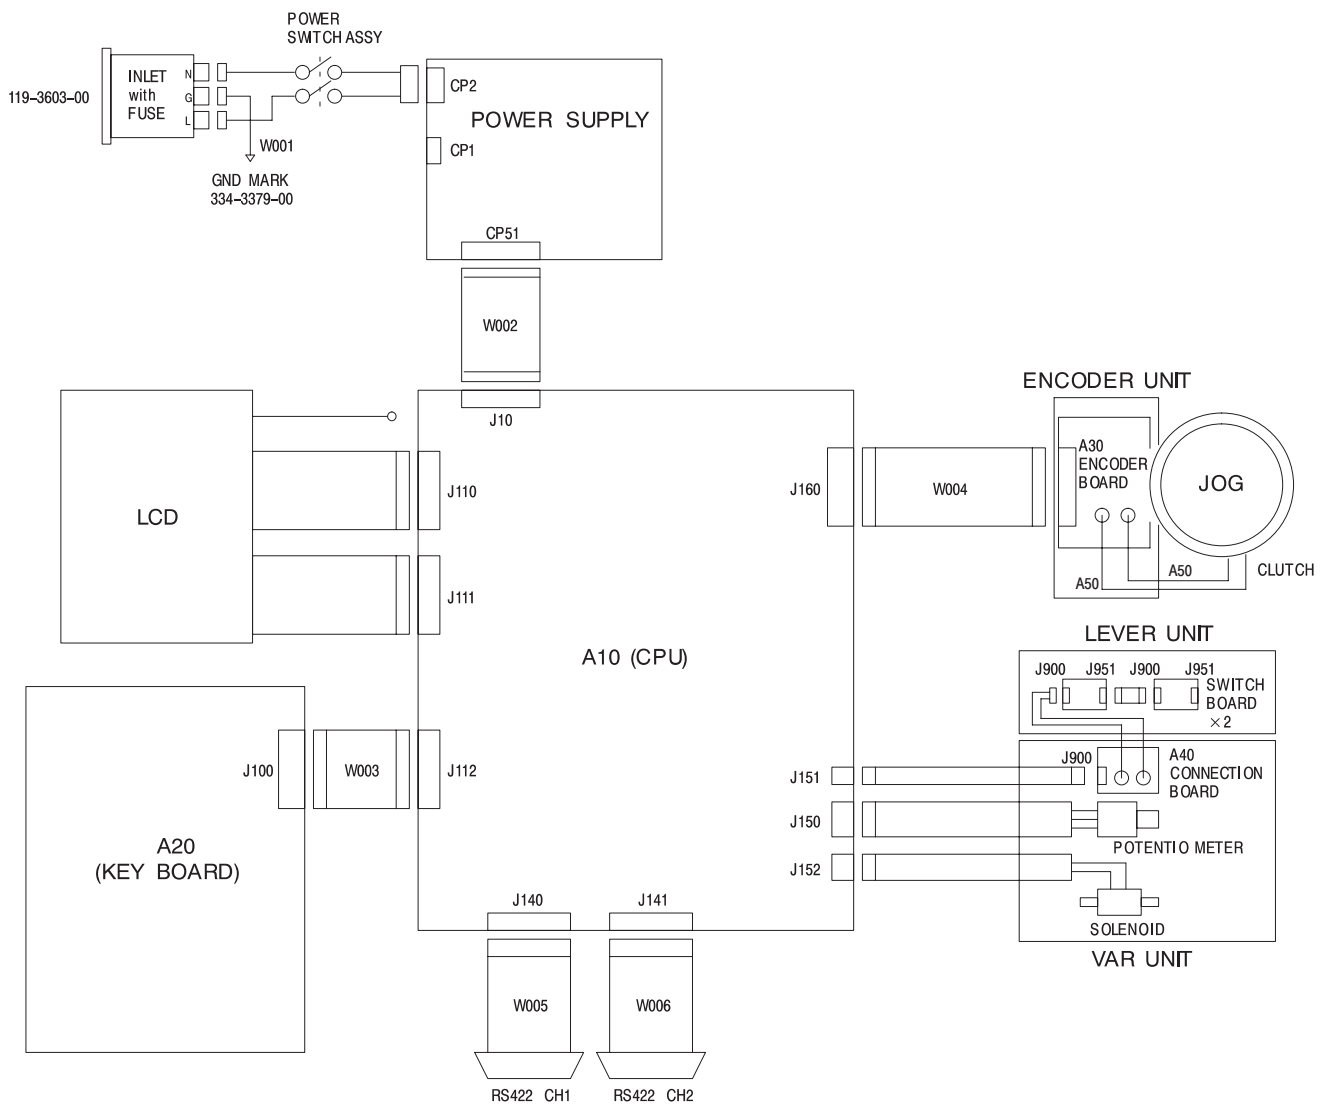 POWER
SWITCH ASSY
119-3603-00
INLET
with
FUSE
N
G
L
W001
GND MARK
334-3379-00
CP2
POWER SUPPLY
CP1
CP51
W002
J10
LCD
J110
J111
A10 (CPU)
J160
W004
ENCODER UNIT
A30
ENCODER
BOARD
JOG
A50
A50
CLUTCH
LEVER UNIT
J900
J951
J900
J951
SWITCH
BOARD
×2
J100
W003
J112
A20
(KEY BOARD)
J151
J900
A40
CONNECTION
BOARD
J150
POTENTIO METER
J152
SOLENOID
VAR UNIT
J140
J141
W005
W006
RS422 CH1
RS422 CH2